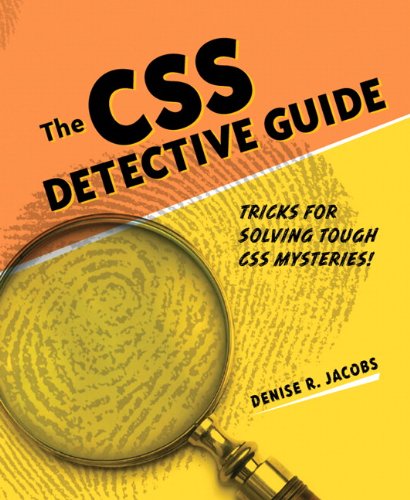 The CSS
DETECTIVE GUIDE
TRICKS FOR
SOLVING TOUGH
CSS MYSTERIES!
DENISE R. JACOBS